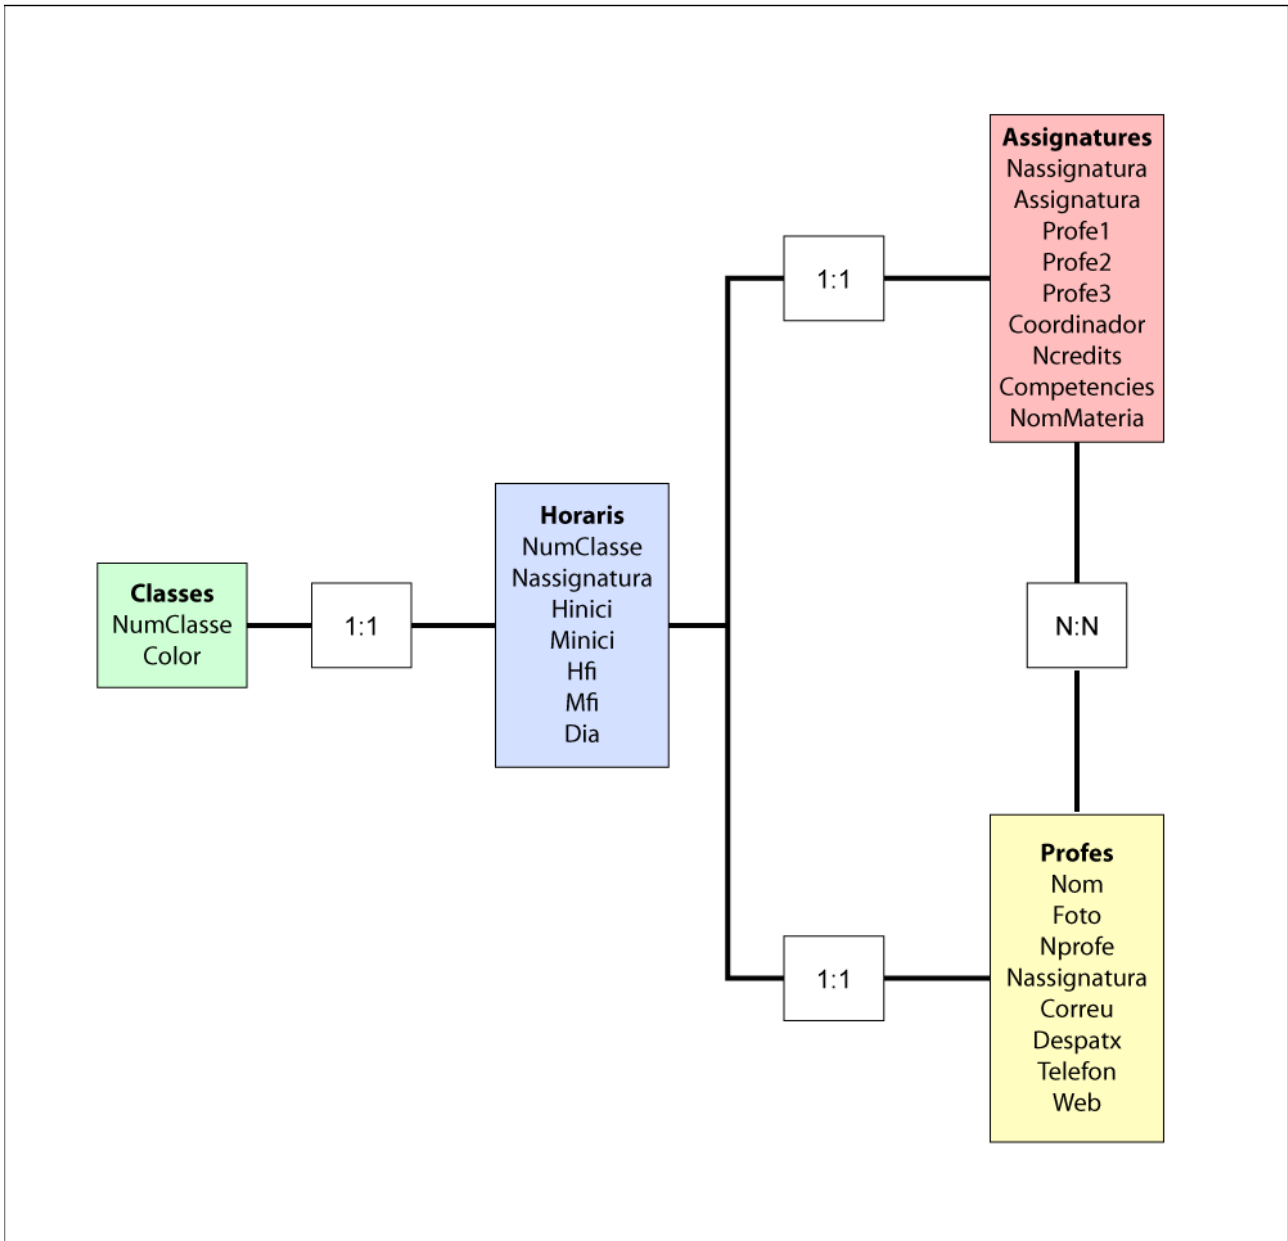 Classes
NumClasse
Color
1:1
Horaris
NumClasse
Nassignatura
Hinici
Minici
Hfi
Mfi
Dia
1:1
Assignatures
Nassignatura
Assignatura
Profe1
Profe2
Profe3
Coordinador
Ncredits
Competencies
NomMateria
N:N
1:1
Profes
Nom
Foto
Nprofe
Nassignatura
Correu
Despatx
Telefon
Web